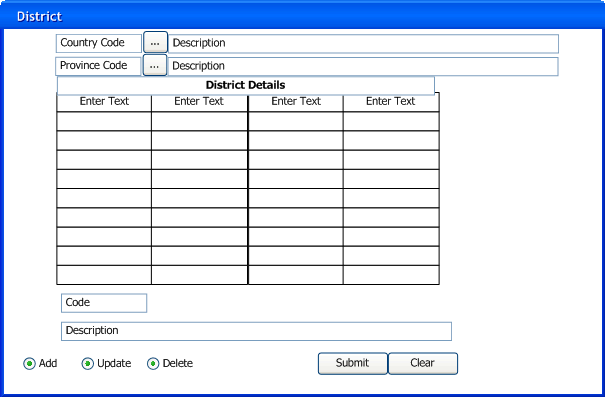 District
Country Code ... Description
Province Code ... Description
District Details
Enter Text Enter Text Enter Text Enter Text
Code
Description
Add Update Delete Submit Clear